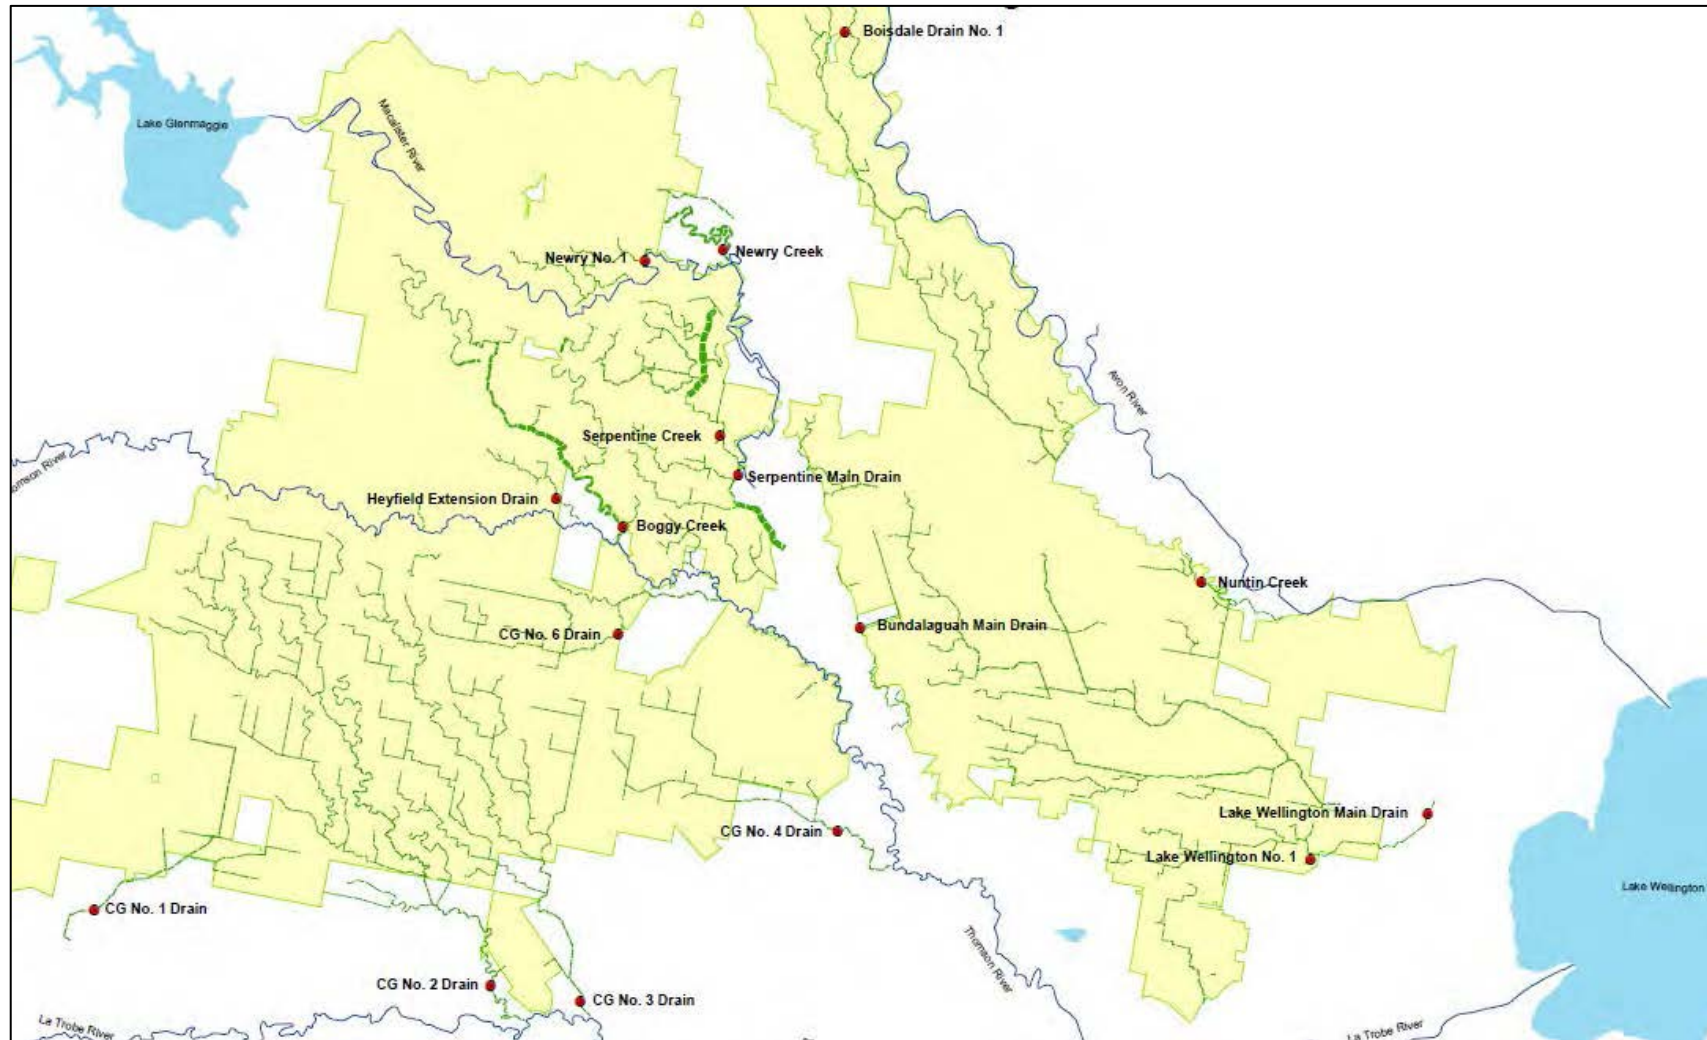 Boisdale Drain No. 1
Lake Glenmaggie
Macalister River
Newry Creek
Newry No. 1
Avon River
Serpentine Creek
Thomson River
Serpentine Main Drain
Heyfield Extension Drain
Boggy Creek
Nuntin Creek
Bundalaguah Main Drain
CG No. 6 Drain
Lake Wellington Main Drain
CG No. 4 Drain
Lake Wellington No. 1
Lake Wellington
CG No. 1 Drain
Thomson River
CG No. 2 Drain
CG No. 3 Drain
La Trobe River
La Trobe River